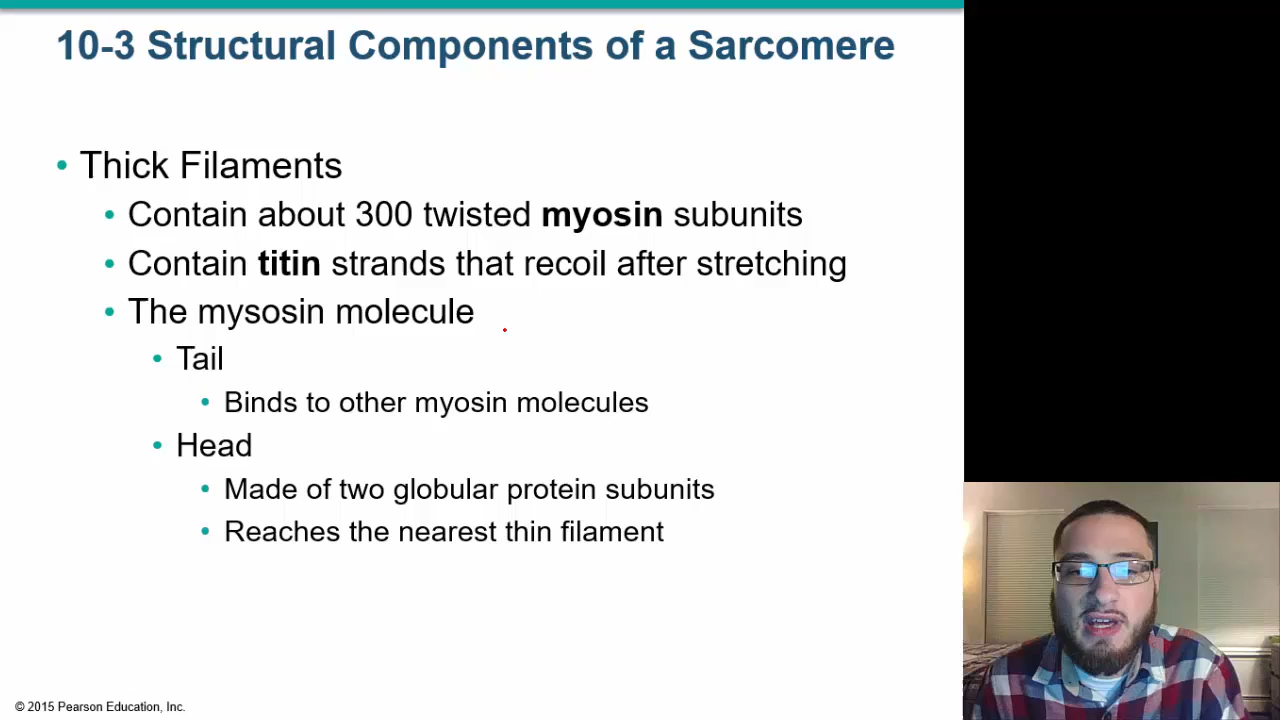 10-3 Structural Components of a Sarcomere
• Thick Filaments
• Contain about 300 twisted myosin subunits
• Contain titin strands that recoil after stretching
• The mysosin molecule
• Tail
• Binds to other myosin molecules
• Head
• Made of two globular protein subunits
• Reaches the nearest thin filament
© 2015 Pearson Education, Inc.